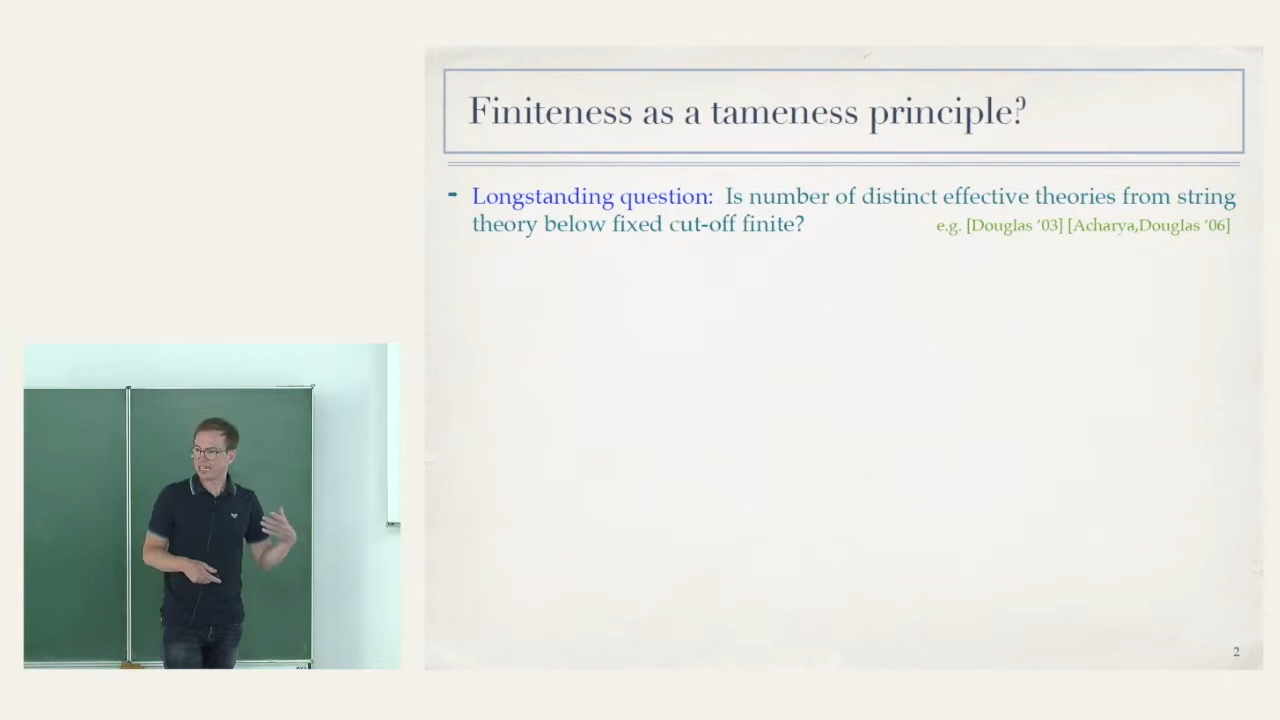 Finiteness as a tameness principle?
Longstanding question: Is number of distinct effective theories from string
theory below fixed cut-off finite? e.g. [Douglas ’03] [Acharya,Douglas ’06]
2